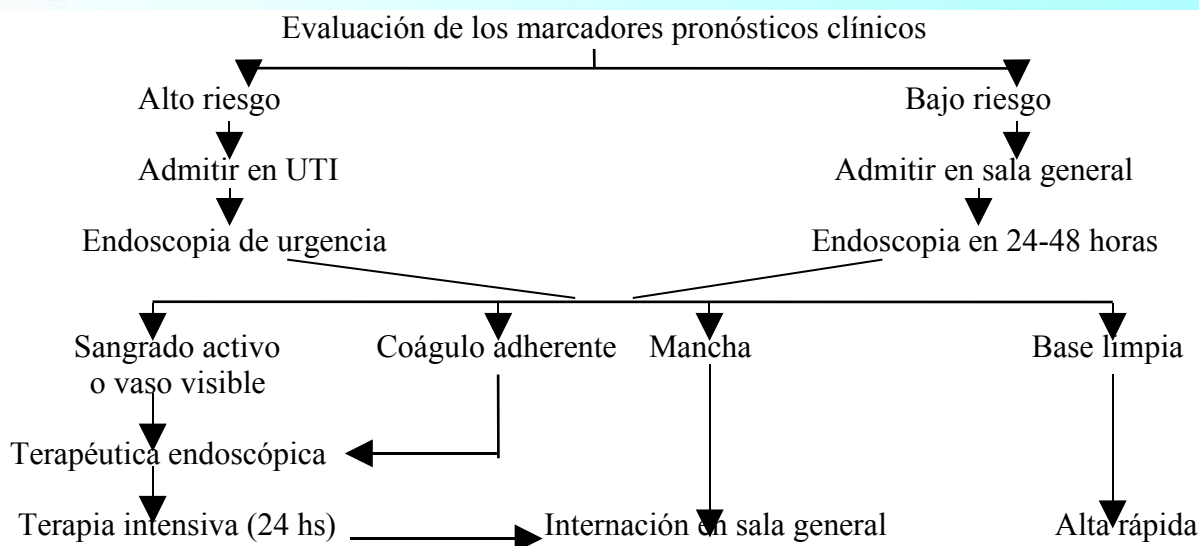 Evaluación de los marcadores pronósticos clínicos
Alto riesgo
Bajo riesgo
Admitir en UTI
Admitir en sala general
Endoscopia de urgencia
Endoscopia en 24-48 horas
Sangrado activo
o vaso visible
Coágulo adherente
Mancha
Base limpia
Terapéutica endoscópica
Terapia intensiva (24 hs)
Internación en sala general
Alta rápida